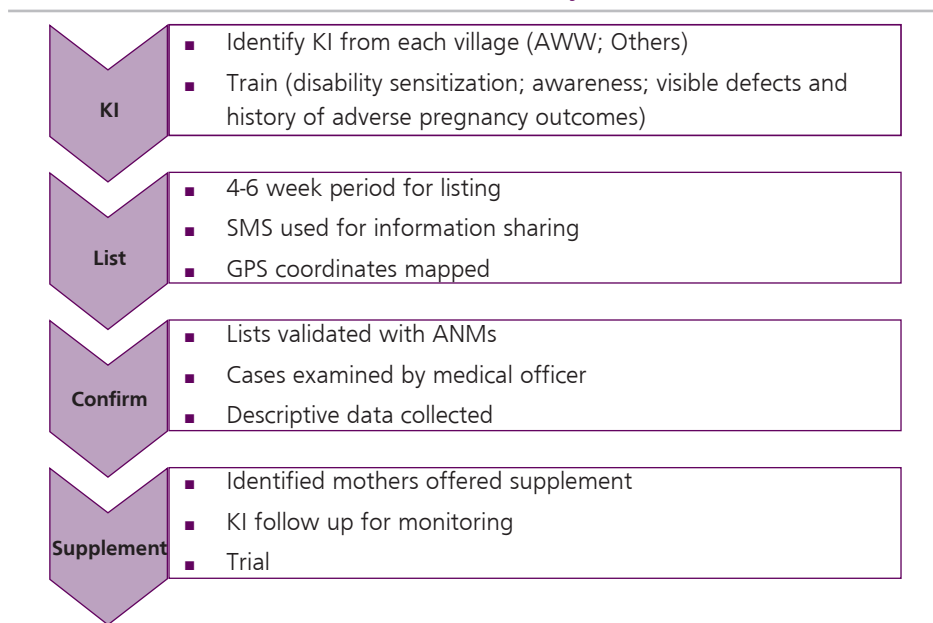 KI
■ Identify KI from each village (AWW; Others)
■ Train (disability sensitization; awareness; visible defects and
history of adverse pregnancy outcomes)
List
■ 4-6 week period for listing
■ SMS used for information sharing
■ GPS coordinates mapped
Confirm
■ Lists validated with ANMs
■ Cases examined by medical officer
■ Descriptive data collected
Supplement
■ Identified mothers offered supplement
■ KI follow up for monitoring
■ Trial